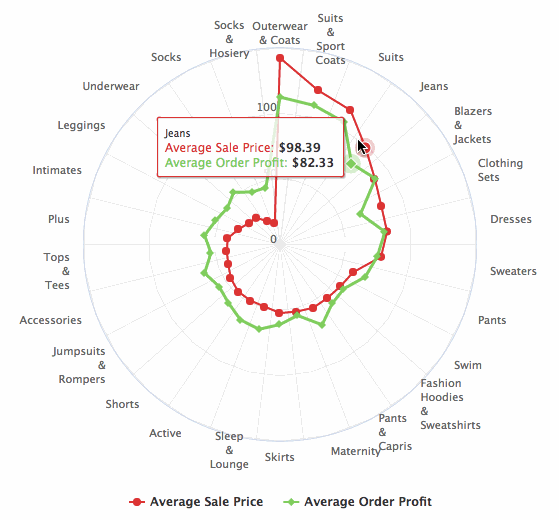 Outerwear
& Coats
Suits
&
Sport
Coats
Suits
Jeans
Blazers
&
Jackets
Clothing
Sets
Dresses
Sweaters
Pants
Swim
Fashion
Hoodies
&
Sweatshirts
Pants
&
Capris
Maternity
Skirts
Sleep
&
Lounge
Active
Shorts
Jumpsuits
&
Rompers
Accessories
Tops
&
Tees
Plus
Intimates
Leggings
Underwear
Socks
Socks
&
Hosiery
100
0
Jeans
Average Sale Price: $98.39
Average Order Profit: $82.33
Average Sale Price
Average Order Profit